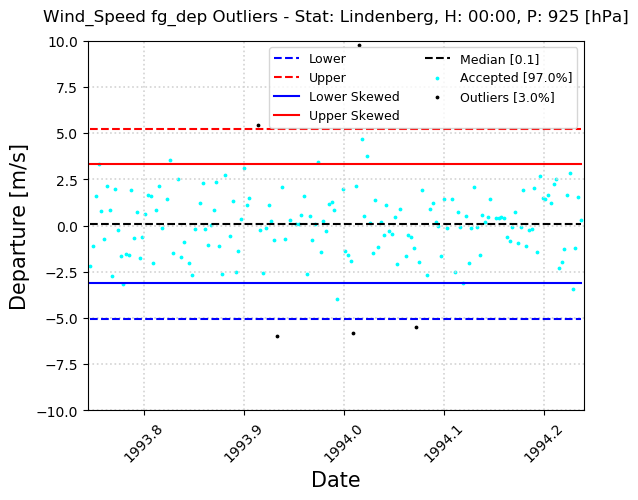 Wind_Speed fg_dep Outliers - Stat: Lindenberg, H: 00:00, P: 925 [hPa]
Lower
Upper
Lower Skewed
Upper Skewed
Median [0.1]
Accepted [97.0%]
Outliers [3.0%]
Departure [m/s]
10.0
7.5
5.0
2.5
0.0
−2.5
−5.0
−7.5
−10.0
1993.8
1993.9
1994.0
1994.1
1994.2
Date